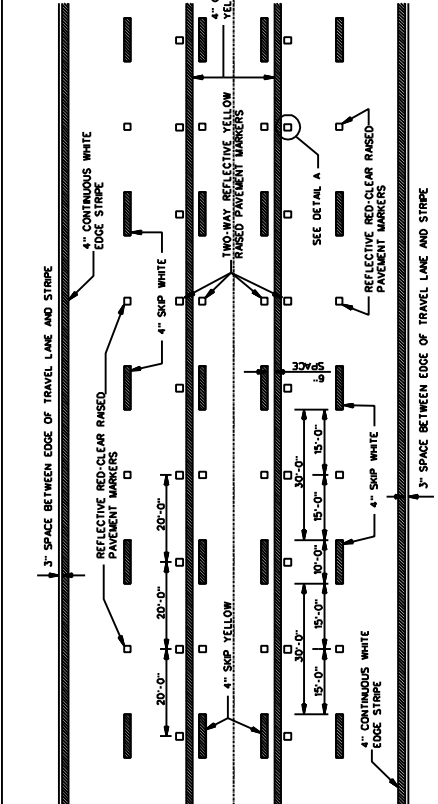 3" SPACE BETWEEN EDGE OF TRAVEL LANE AND STRIPE
4" CONTINUOUS WHITE
EDGE STRIPE
REFLECTIVE RED-CLEAR RAISED
PAVEMENT MARKERS
4" SKIP WHITE
TWO-WAY REFLECTIVE YELLOW
RAISED PAVEMENT MARKERS
20'-0"
20'-0"
20'-0"
4" SKIP YELLOW
6"
SPACE
SEE DETAIL A
30'-0"
30'-0"
15'-0"
15'-0"
10'-0"
15'-0"
15'-0"
4" SKIP WHITE
REFLECTIVE RED-CLEAR RAISED
PAVEMENT MARKERS
4" CONTINUOUS WHITE
EDGE STRIPE
3" SPACE BETWEEN EDGE OF TRAVEL LANE AND STRIPE